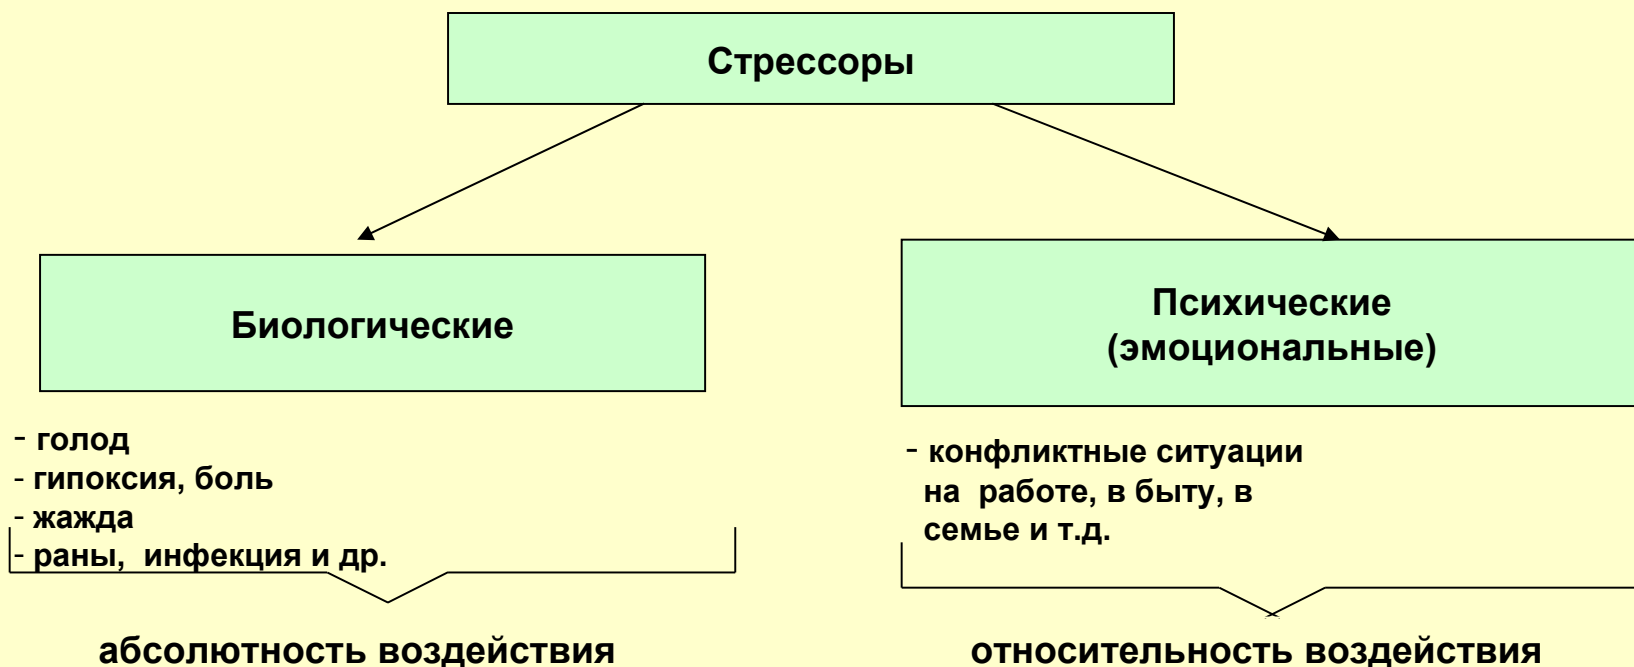 Стрессоры
Биологические
- голод
- гипоксия, боль
- жажда
- раны, инфекция и др.
абсолютность воздействия
Психические
(эмоциональные)
- конфликтные ситуации
на работе, в быту, в
семье и т.д.
относительность воздействия